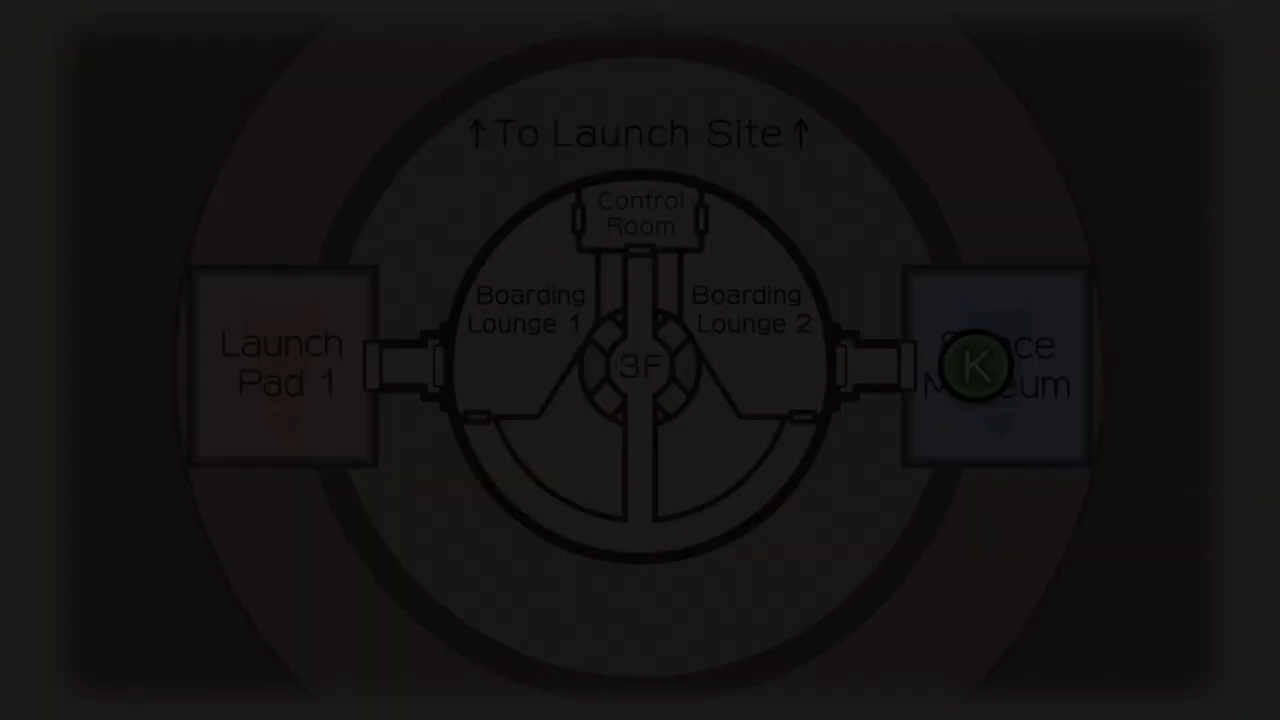 ↑To Launch Site↑
Control
Room
Boarding
Lounge 1
Boarding
Lounge 2
3F
Launch
Pad 1
K